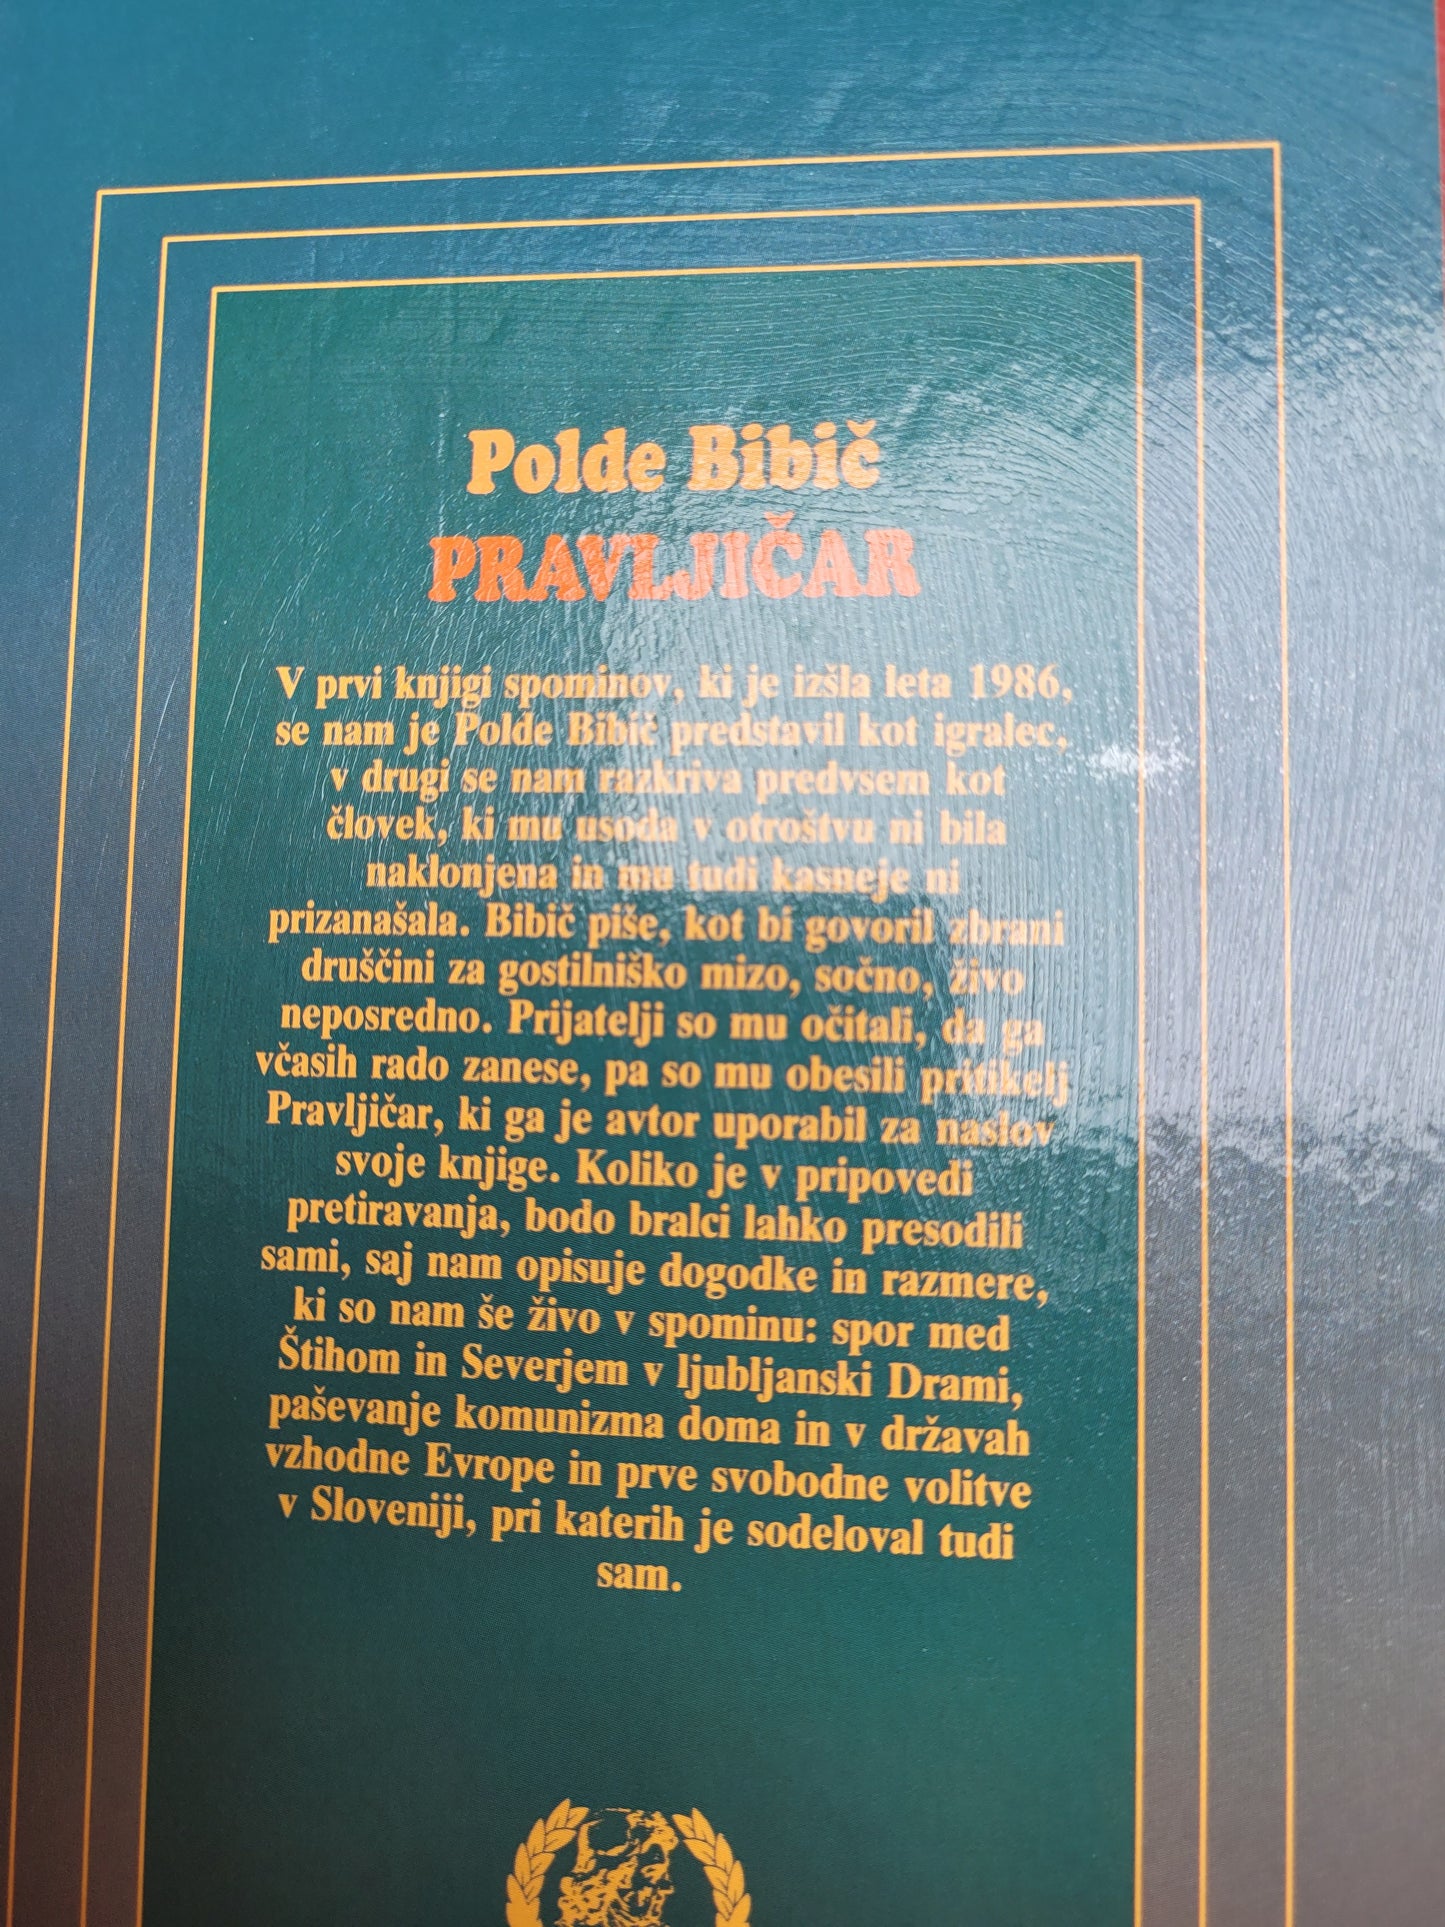 Polde Bibič
PRAVLJIČAR
V prvi knjigi spominov, ki je izšla leta 1986,
se nam je Polde Bibič predstavil kot igralec,
v drugi se nam razkriva predvsem kot
človek, ki mu usoda v otroštvu ni bila
naklonjena in mu tudi kasneje ni
prizanašala. Bibič piše, kot bi govoril zbrani
druščini za gostilniško mizo, sočno, živo
neposredno. Prijatelji so mu očitali, da ga
včasih rado zanese, pa so mu obesili pritikelj
Pravljičar, ki ga je avtor uporabil za naslov
svoje knjige. Koliko je v pripovedi
pretiravanja, bodo bralci lahko presodili
sami, saj nam opisuje dogodke in razmere,
ki so nam še živo v spominu: spor med
Štihom in Severjem v ljubljanski Drami,
paševanje komunizma doma in v državah
vzhodne Evrope in prve svobodne volitve
v Sloveniji, pri katerih je sodeloval tudi
sam.